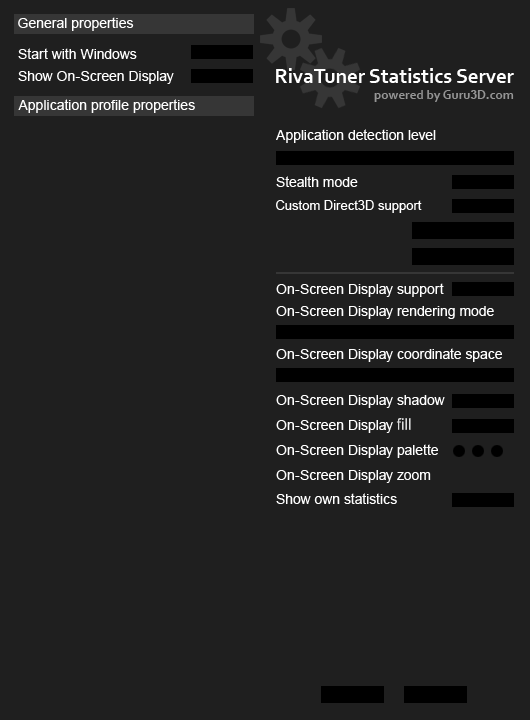 General properties
Start with Windows
Show On-Screen Display
Application profile properties
RivaTuner Statistics Server
powered by Guru3D.com
Application detection level
Stealth mode
Custom Direct3D support
On-Screen Display support
On-Screen Display rendering mode
On-Screen Display coordinate space
On-Screen Display shadow
On-Screen Display fill
On-Screen Display palette
On-Screen Display zoom
Show own statistics